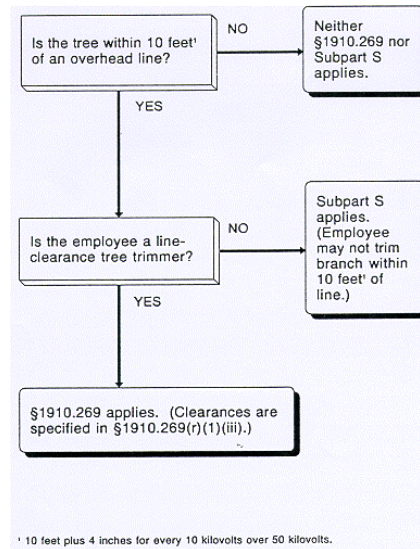 Is the tree within 10 feet¹
of an overhead line?
NO
Neither
§1910.269 nor
Subpart S
applies.
YES
Is the employee a line-
clearance tree trimmer?
NO
Subpart S
applies.
(Employee
may not trim
branch within
10 feet¹ of
line.)
YES
§1910.269 applies. (Clearances are
specified in §1910.269(r)(1)(iii).)
¹ 10 feet plus 4 inches for every 10 kilovolts over 50 kilovolts.